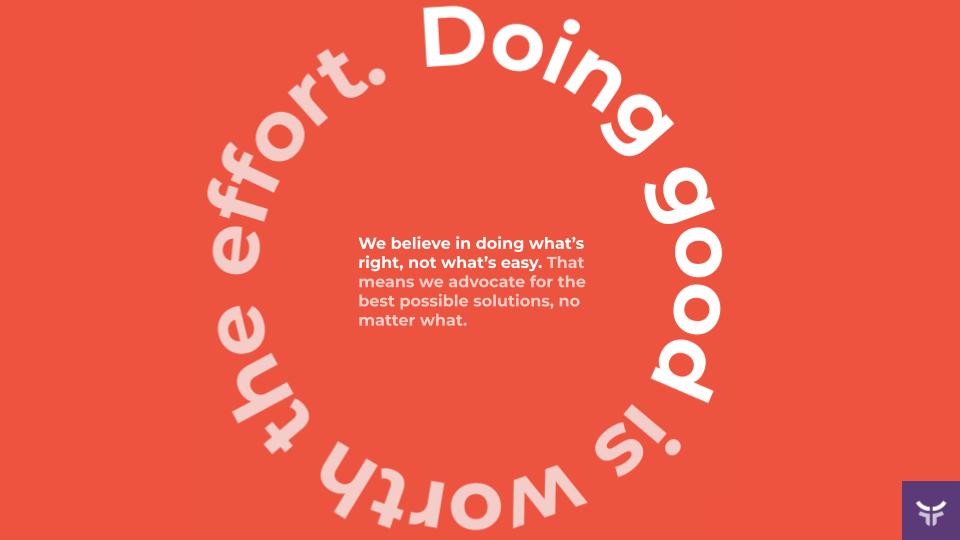 Doing good is worth the effort.
We believe in doing what’s
right, not what’s easy. That
means we advocate for the
best possible solutions, no
matter what.